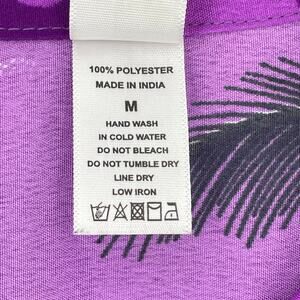 100% POLYESTER
MADE IN INDIA
M
HAND WASH
IN COLD WATER
DO NOT BLEACH
DO NOT TUMBLE DRY
LINE DRY
LOW IRON